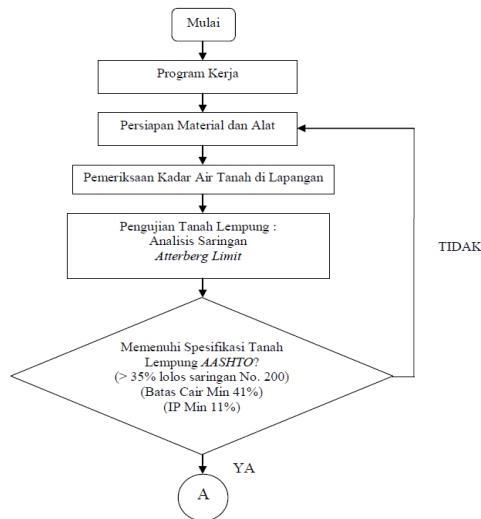 Mulai
Program Kerja
Persiapan Material dan Alat
Pemeriksaan Kadar Air Tanah di Lapangan
Pengujian Tanah Lempung :
Analisis Saringan
Atterberg Limit
TIDAK
Memenuhi Spesifikasi Tanah
Lempung AASHTO?
(> 35% lolos saringan No. 200)
(Batas Cair Min 41%)
(IP Min 11%)
YA
A